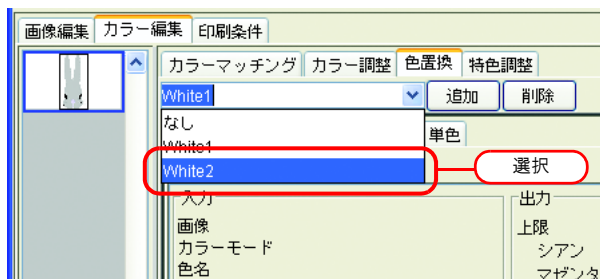 画像編集 カラー編集 印刷条件
カラーマッチング カラー調整 色置換 特色調整
White1 追加 削除
なし
単色
White1
White2
選択
入力 出力
画像 上限
カラーモード シアン
色名 マゼンタ